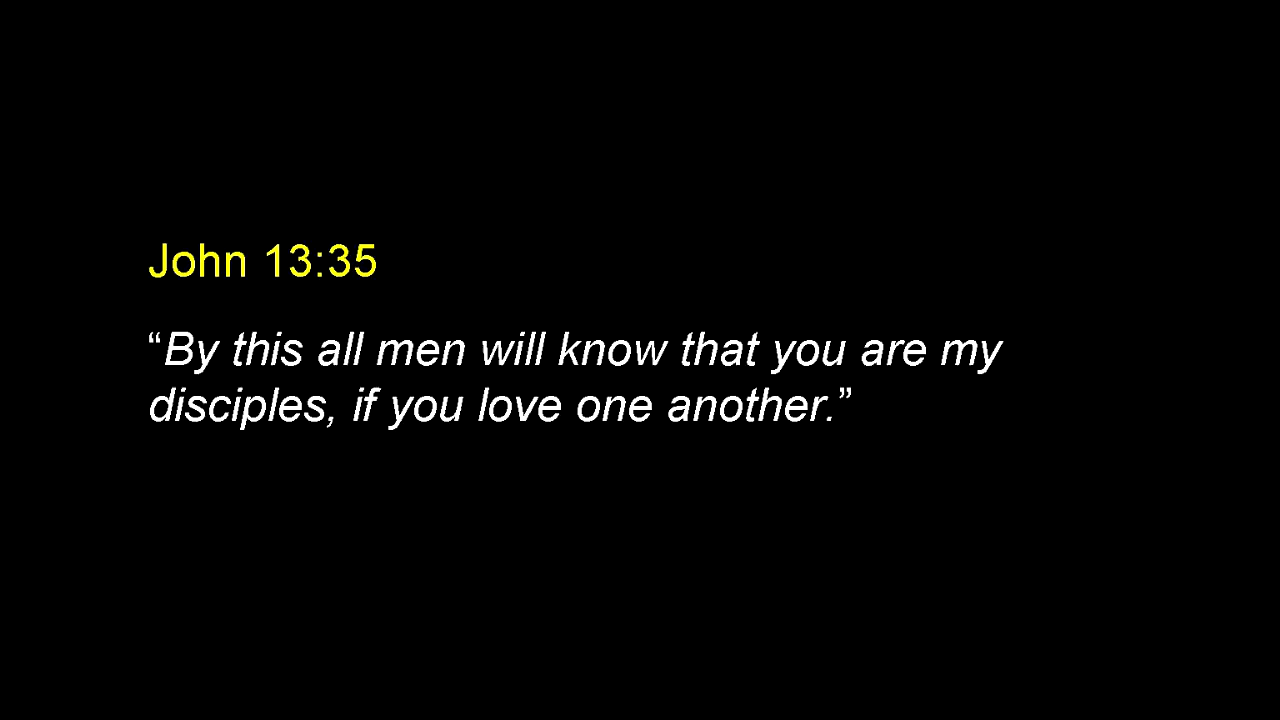 John 13:35
“By this all men will know that you are my
disciples, if you love one another.”